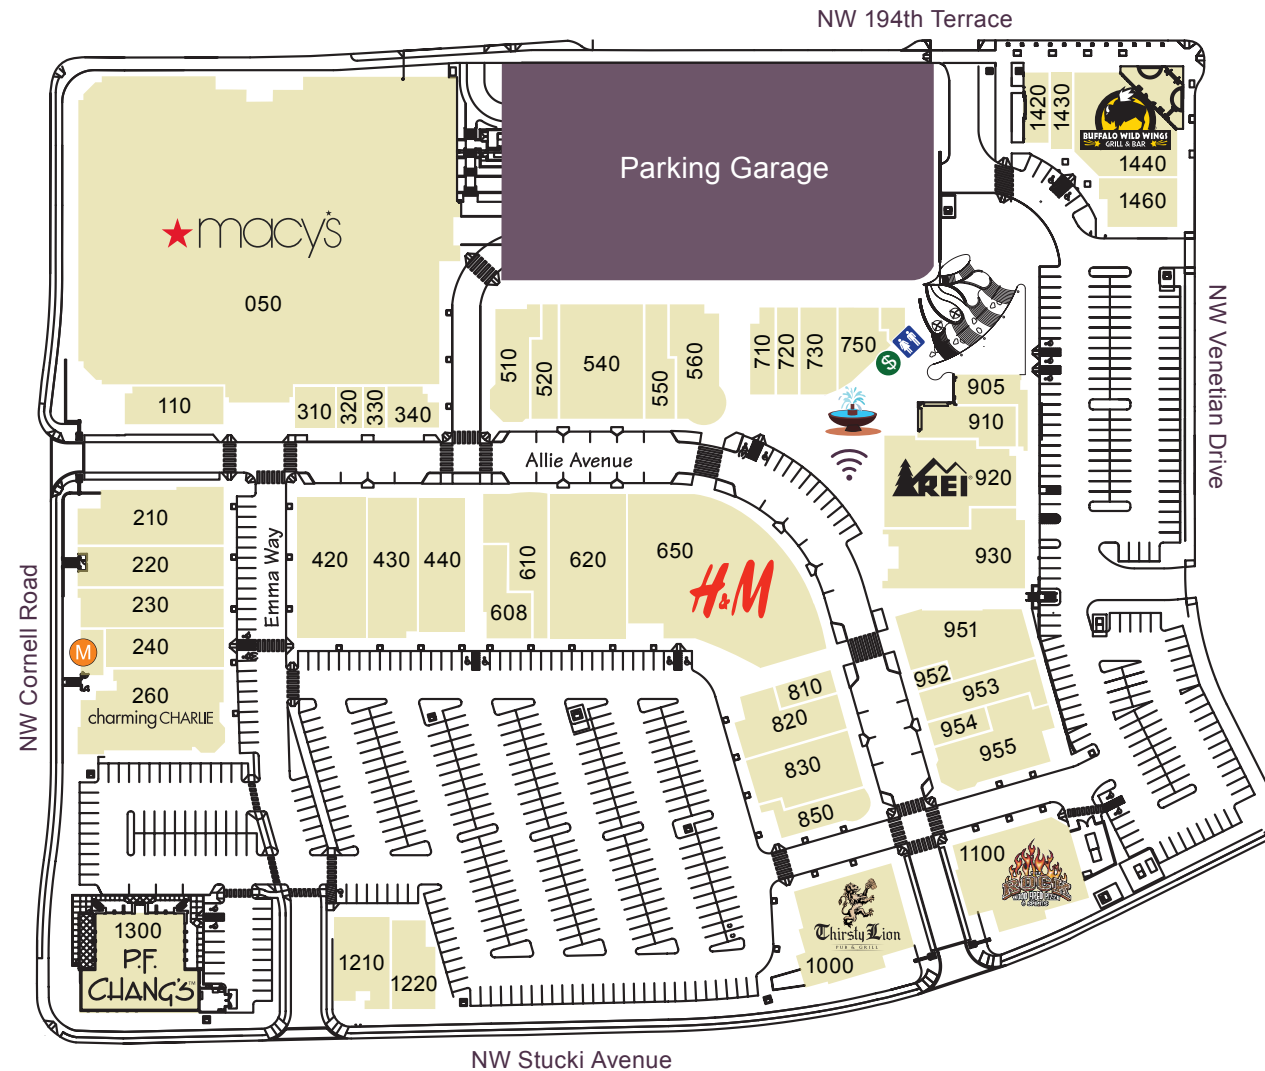 NW 194th Terrace
Parking Garage
1420
1430
BUFFALO WILD WINGS
GRILL & BAR
1440
1460
macy's
050
NW Venetian Drive
510
520
540
550
560
710
720
730
750
$
110
310
320
330
340
905
910
REI
920
930
Allie Avenue
Emma Way
210
220
230
240
M
260
charming CHARLIE
420
430
440
608
610
620
650
H&M
NW Cornell Road
951
952
953
954
955
810
820
830
850
1100
1300
P.F.
CHANG'S™
1210
1220
Thirsty Lion
PUB & GRILL
1000
NW Stucki Avenue